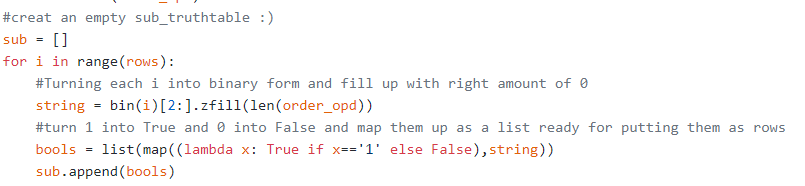 #creat an empty sub_truthtable :)
sub = []
for i in range(rows):
    #Turning each i into binary form and fill up with right amount of 0
    string = bin(i)[2:].zfill(len(order_opd))
    #turn 1 into True and 0 into False and map them up as a list ready for putting them as rows
    bools = list(map((lambda x: True if x=='1' else False),string))
    sub.append(bools)